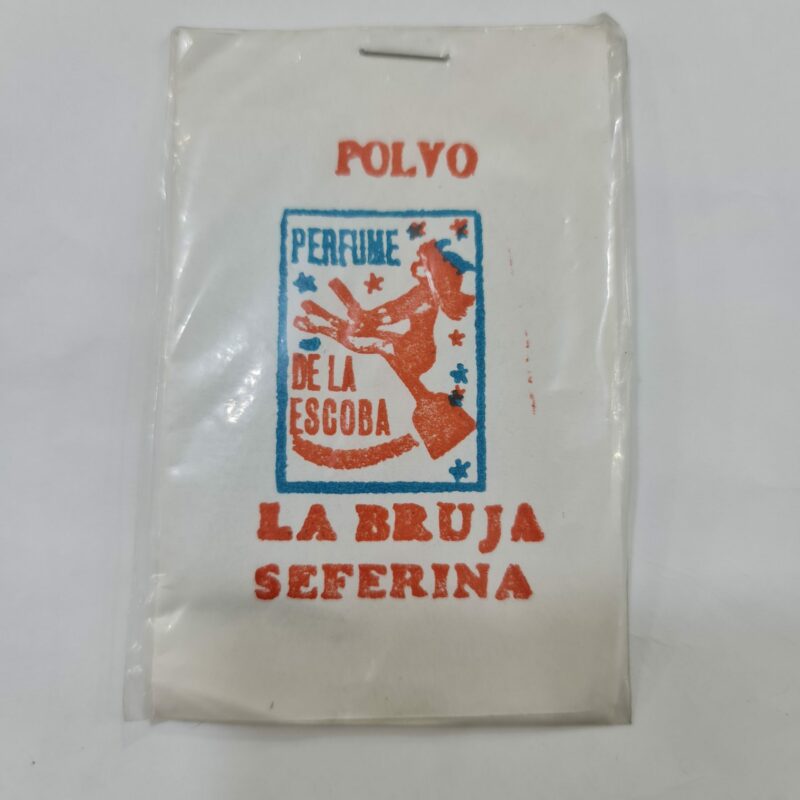 POLVO
PERFUME
DE LA
ESCOBA
LA BRUJA
SEFERINA